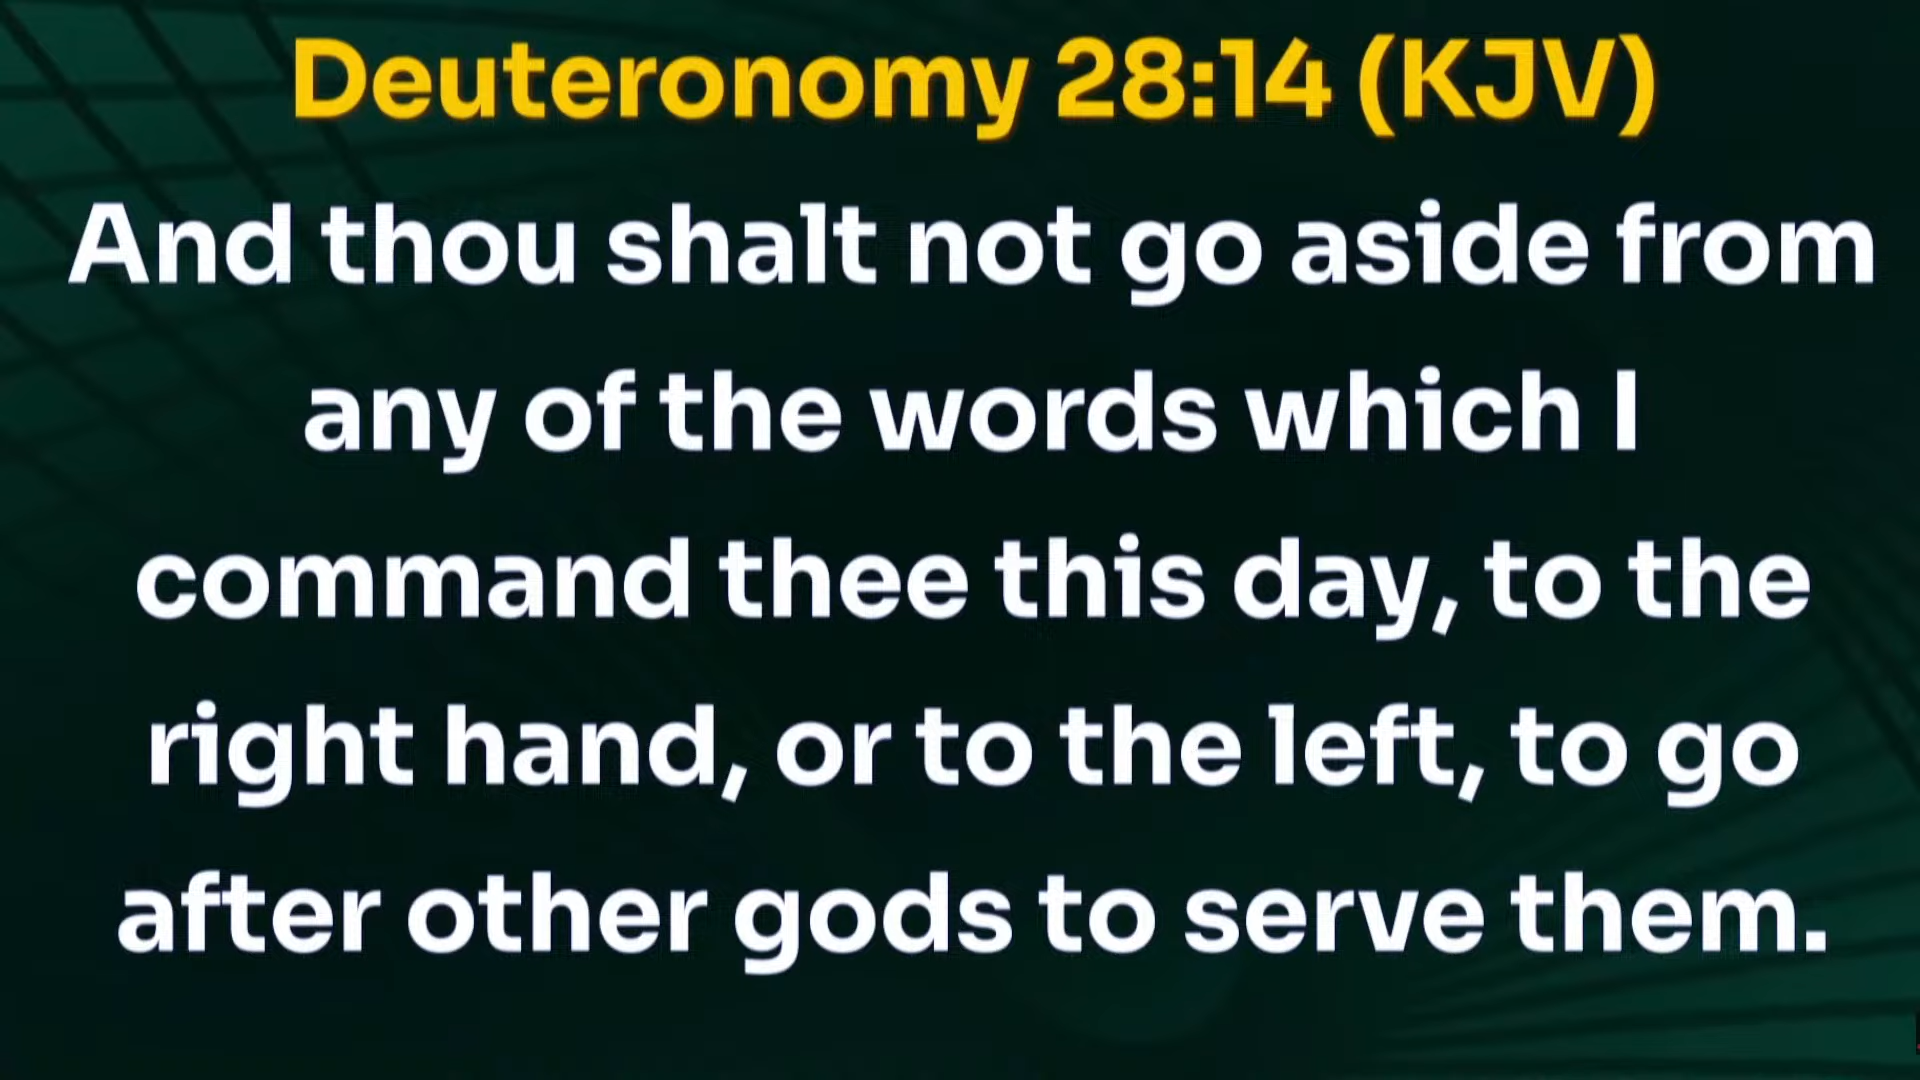 Deuteronomy 28:14 (KJV)
And thou shalt not go aside from
any of the words which I
command thee this day, to the
right hand, or to the left, to go
after other gods to serve them.